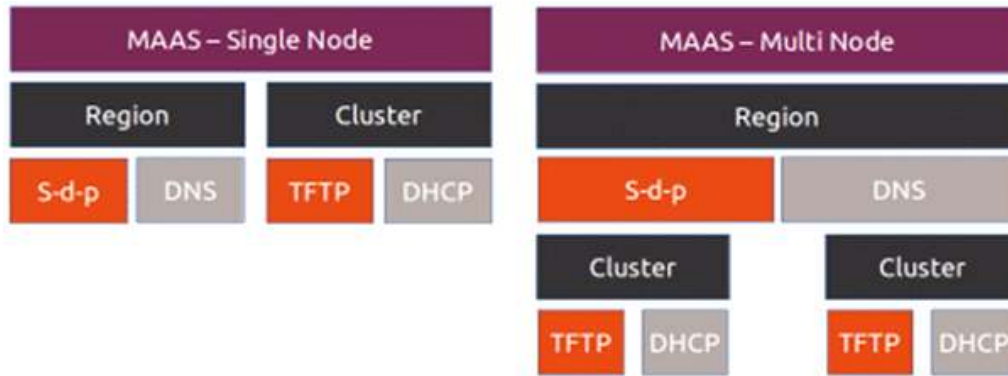 MAAS – Single Node
Region
Cluster
S-d-p
DNS
TFTP
DHCP
MAAS – Multi Node
Region
S-d-p
DNS
Cluster
Cluster
TFTP
DHCP
TFTP
DHCP